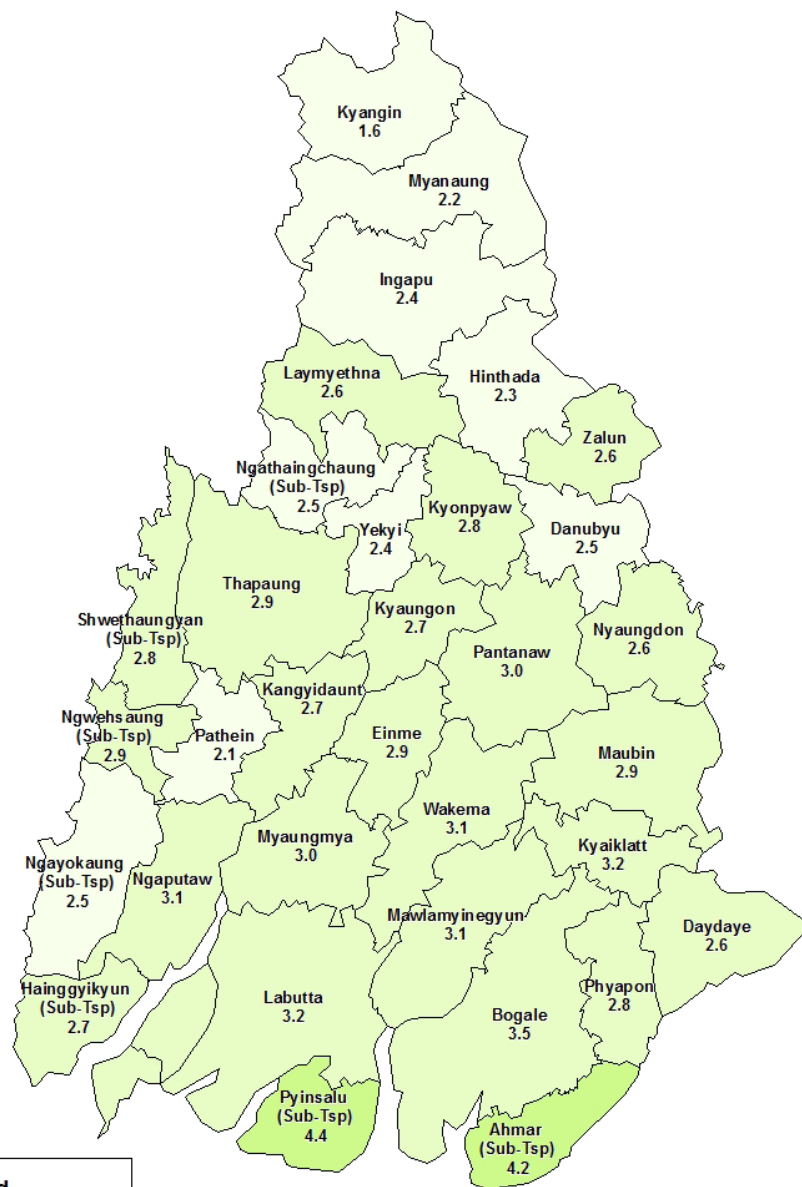 Kyangin
1.6
Myanaung
2.2
Ingapu
2.4
Laymyethna
2.6
Hinthada
2.3
Zalun
2.6
Ngathaingchaung
(Sub-Tsp)
2.5
Yekyi
2.4
Kyonpyaw
2.8
Danubyu
2.5
Thapaung
2.9
Kyaungon
2.7
Shwethaungyan
(Sub-Tsp)
2.8
Nyaungdon
2.6
Pantanaw
3.0
Kangyidaunt
2.7
Ngwehsaung
(Sub-Tsp)
2.9
Pathein
2.1
Einme
2.9
Maubin
2.9
Wakema
3.1
Myaungmya
3.0
Kyaiklatt
3.2
Ngayokaung
(Sub-Tsp)
2.5
Ngaputaw
3.1
Mawlamyinegyun
3.1
Daydaye
2.6
Hainggyikyun
(Sub-Tsp)
2.7
Labutta
3.2
Phyapon
2.8
Bogale
3.5
Pyinsalu
(Sub-Tsp)
4.4
Ahmar
(Sub-Tsp)
4.2